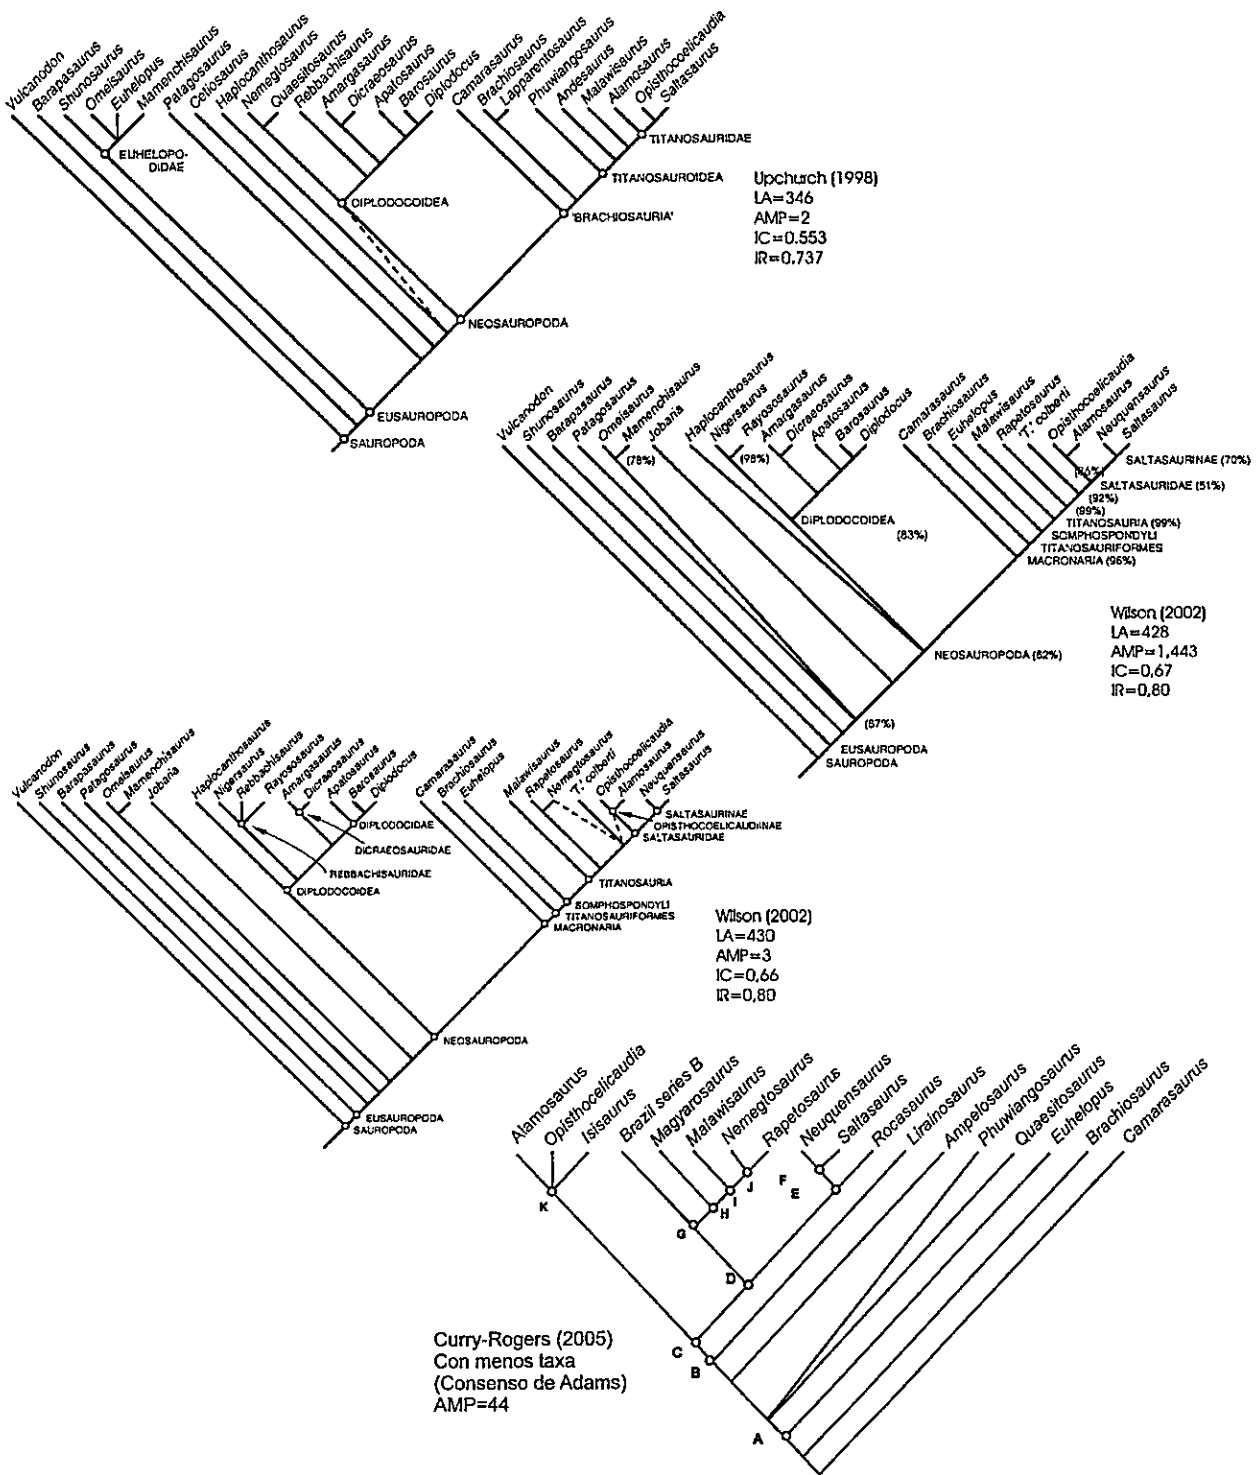 Vulcanodon
Barapasaurus
Shunosaurus
Omeisaurus
Euhelopus
Mamenchisaurus
Patagosaurus
Cetiosaurus
Haplocanthosaurus
Nemegtosaurus
Quaesitosaurus
Rebbachisaurus
Amargasaurus
Dicraeosaurus
Apatosaurus
Barosaurus
Diplodocus
Camarasaurus
Brachiosaurus
Lapparentosaurus
Phuwiangosaurus
Andesaurus
Malawisaurus
Alamosaurus
Opisthocoelicaudia
Saltasaurus
EUHELOPO-
DIDAE
TITANOSAURIDAE
TITANOSAUROIDEA
DIPLODOCOIDEA
'BRACHIOSAURIA'
NEOSAUROPODA
EUSAUROPODA
SAUROPODA
Upchurch (1998)
LA=346
AMP=2
IC=0.553
IR=0,737
Vulcanodon
Shunosaurus
Barapasaurus
Patagosaurus
Omeisaurus
Mamenchisaurus
Jobaria
Haplocanthosaurus
Nigersaurus
Rayososaurus
Amargasaurus
Dicraeosaurus
Apatosaurus
Barosaurus
Diplodocus
Camarasaurus
Brachiosaurus
Euhelopus
Malawisaurus
Rapetosaurus
'T.' colberti
Opisthocoelicaudia
Alamosaurus
Neuquensaurus
Saltasaurus
(78%)
(98%)
SALTASAURINAE (70%)
SALTASAURIDAE (51%)
(92%)
(99%)
TITANOSAURIA (99%)
SOMPHOSPONDYLI
TITANOSAURIFORMES
MACRONARIA (96%)
DIPLODOCOIDEA
(83%)
NEOSAUROPODA (62%)
(67%)
EUSAUROPODA
SAUROPODA
Wilson (2002)
LA=428
AMP=1,443
IC=0,67
IR=0,80
Vulcanodon
Shunosaurus
Barapasaurus
Patagosaurus
Omeisaurus
Mamenchisaurus
Jobaria
Haplocanthosaurus
Nigersaurus
Rebbachisaurus
Rayososaurus
Amargasaurus
Dicraeosaurus
Apatosaurus
Barosaurus
Diplodocus
Camarasaurus
Brachiosaurus
Euhelopus
Malawisaurus
Rapetosaurus
Nemegtosaurus
'T.' colberti
Opisthocoelicaudia
Alamosaurus
Neuquensaurus
Saltasaurus
SALTASAURINAE
OPISTHOCOELICAUDIINAE
SALTASAURIDAE
DIPLODOCIDAE
DICRAEOSAURIDAE
REBBACHISAURIDAE
DIPLODOCOIDEA
TITANOSAURIA
SOMPHOSPONDYLI
TITANOSAURIFORMES
MACRONARIA
NEOSAUROPODA
EUSAUROPODA
SAUROPODA
Wilson (2002)
LA=430
AMP=3
IC=0,66
IR=0,80
Alamosaurus
Opisthocelicaudia
Isisaurus
Brazil series B
Magyarosaurus
Malawisaurus
Nemegtosaurus
Rapetosaurus
Neuquensaurus
Saltasaurus
Rocasaurus
Lirainosaurus
Ampelosaurus
Phuwiangosaurus
Quaesitosaurus
Euhelopus
Brachiosaurus
Camarasaurus
K
G
H
I
J
F
E
D
C
B
A
Curry-Rogers (2005)
Con menos taxa
(Consenso de Adams)
AMP=44